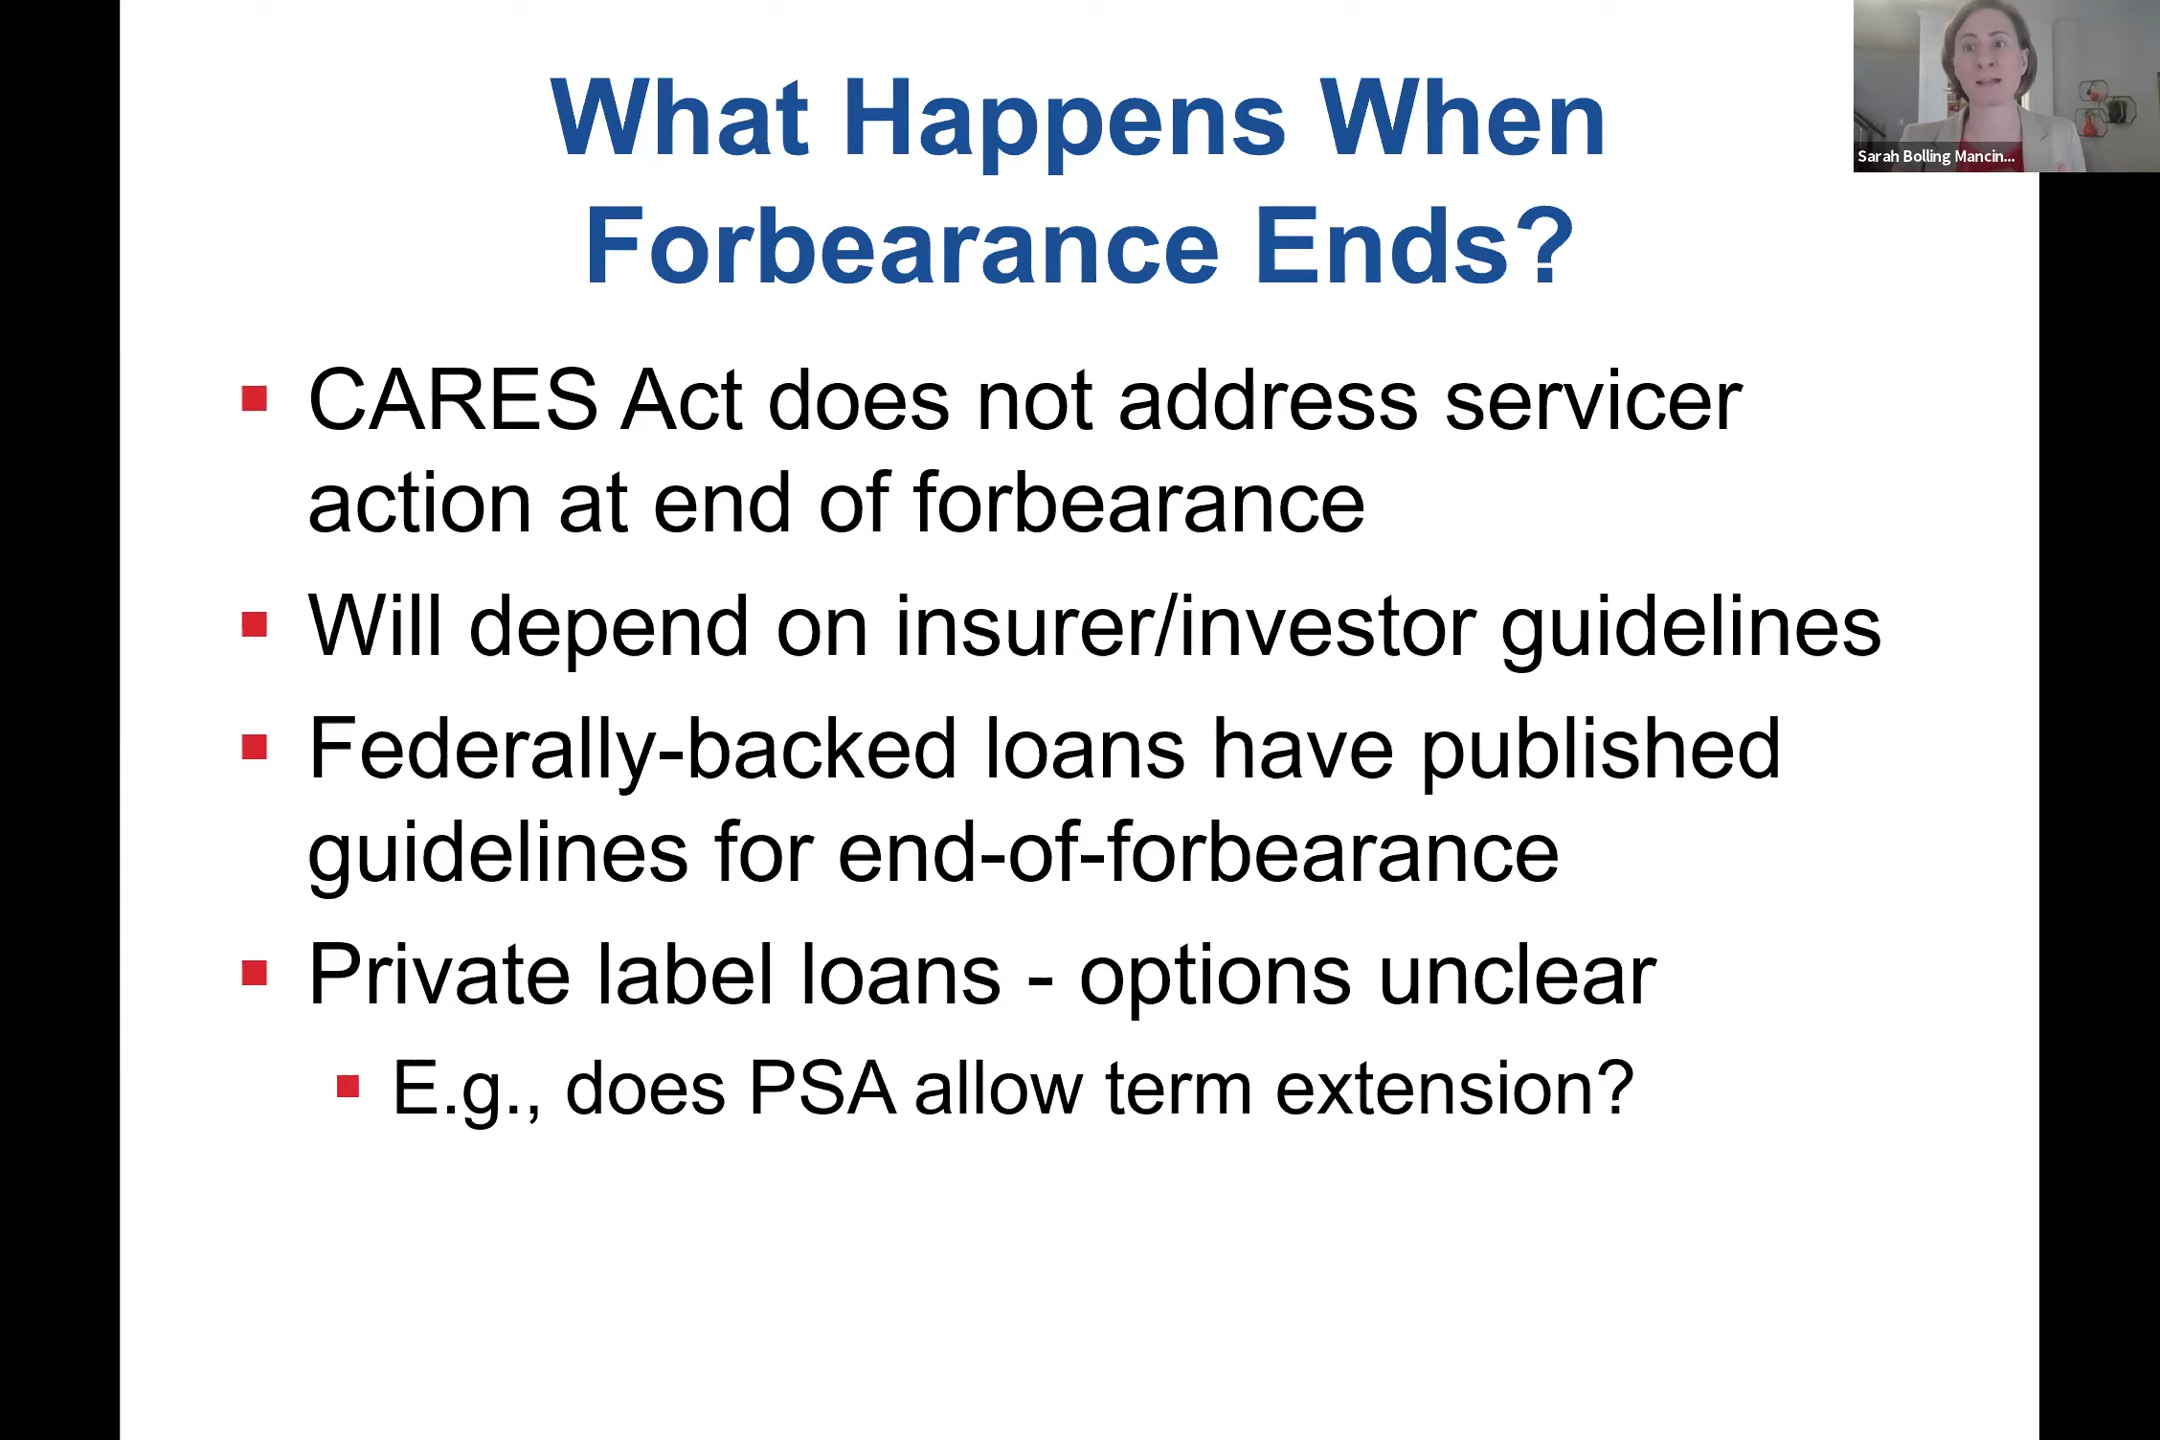 What Happens When
Forbearance Ends?
Sarah Bolling Mancin...
CARES Act does not address servicer
action at end of forbearance
Will depend on insurer/investor guidelines
Federally-backed loans have published
guidelines for end-of-forbearance
Private label loans - options unclear
E.g., does PSA allow term extension?